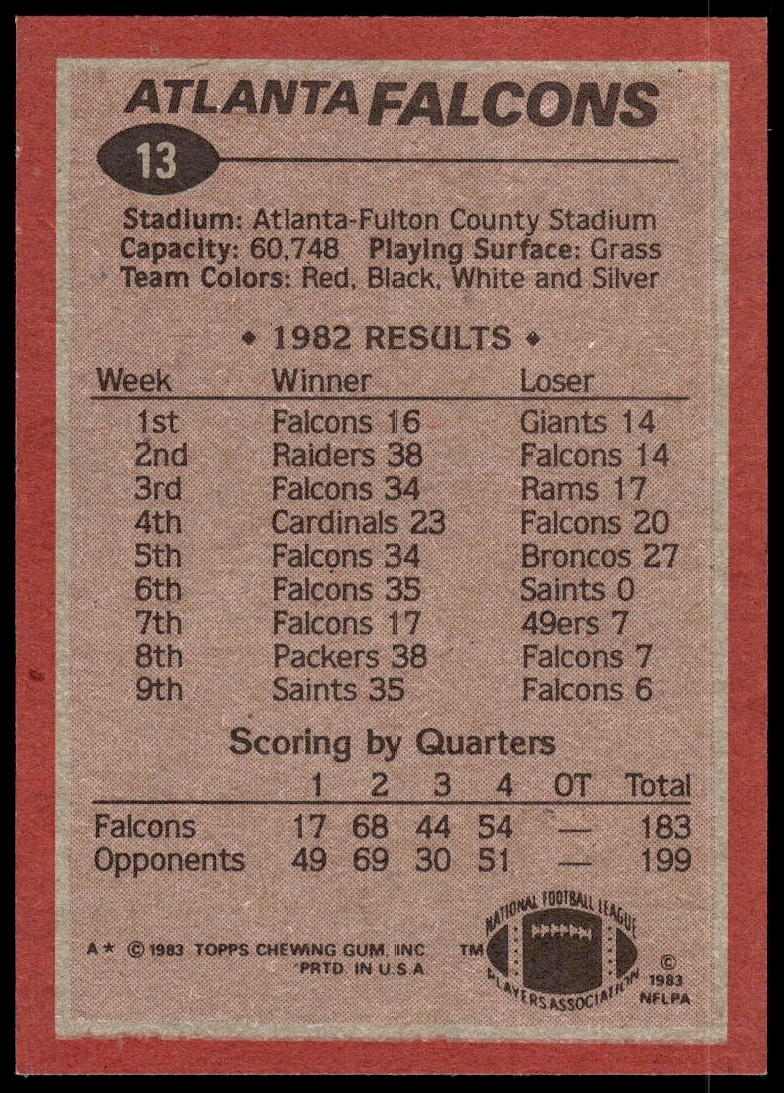 ATLANTA FALCONS
13
Stadium: Atlanta-Fulton County Stadium
Capacity: 60,748 Playing Surface: Grass
Team Colors: Red, Black, White and Silver
◆ 1982 RESULTS ◆
Week Winner Loser
1st Falcons 16 Giants 14
2nd Raiders 38 Falcons 14
3rd Falcons 34 Rams 17
4th Cardinals 23 Falcons 20
5th Falcons 34 Broncos 27
6th Falcons 35 Saints 0
7th Falcons 17 49ers 7
8th Packers 38 Falcons 7
9th Saints 35 Falcons 6
Scoring by Quarters
1 2 3 4 OT Total
Falcons 17 68 44 54 — 183
Opponents 49 69 30 51 — 199
A* © 1983 TOPPS CHEWING GUM, INC
PRTD. IN U.S.A
TM
NATIONAL FOOTBALL LEAGUE
PLAYERS ASSOCIATION
©
1983
NFLPA